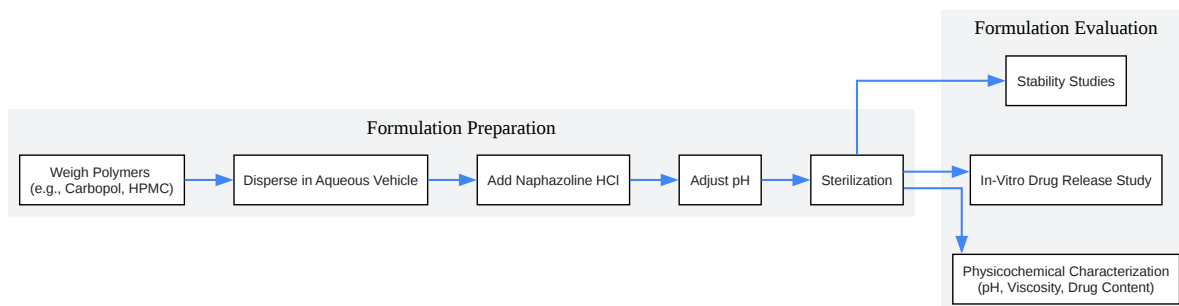 Formulation Preparation
Weigh Polymers
(e.g., Carbopol, HPMC)
Disperse in Aqueous Vehicle
Add Naphazoline HCl
Adjust pH
Sterilization
Formulation Evaluation
Stability Studies
In-Vitro Drug Release Study
Physicochemical Characterization
(pH, Viscosity, Drug Content)